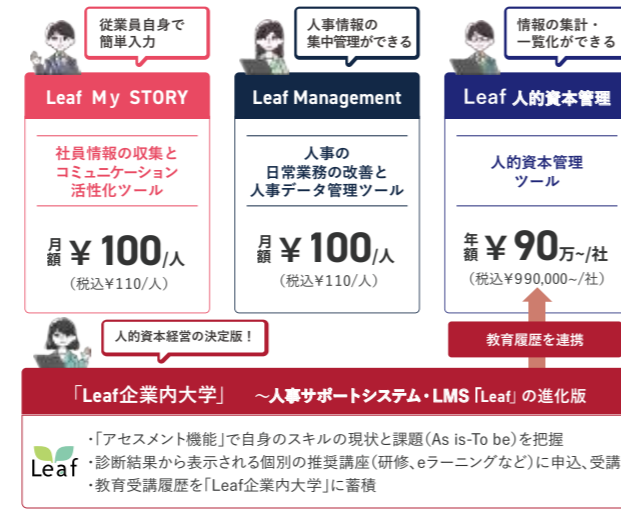 従業員自身で
簡単入力
人事情報の
集中管理ができる
情報の集計・
一覧化ができる
Leaf My STORY
Leaf Management
Leaf 人的資本管理
社員情報の収集と
コミュニケーション
活性化ツール
人事の
日常業務の改善と
人事データ管理ツール
人的資本管理
ツール
月額 ¥100/人
(税込¥110/人)
月額 ¥100/人
(税込¥110/人)
年額 ¥90万~/社
(税込¥990,000~/社)
人的資本経営の決定版！
教育履歴を連携
「Leaf企業内大学」 ～人事サポートシステム・LMS「Leaf」の進化版
Leaf
・「アセスメント機能」で自身のスキルの現状と課題(As is-To be)を把握
・診断結果から表示される個別の推奨講座(研修、eラーニングなど)に申込、受講
・教育受講履歴を「Leaf企業内大学」に蓄積